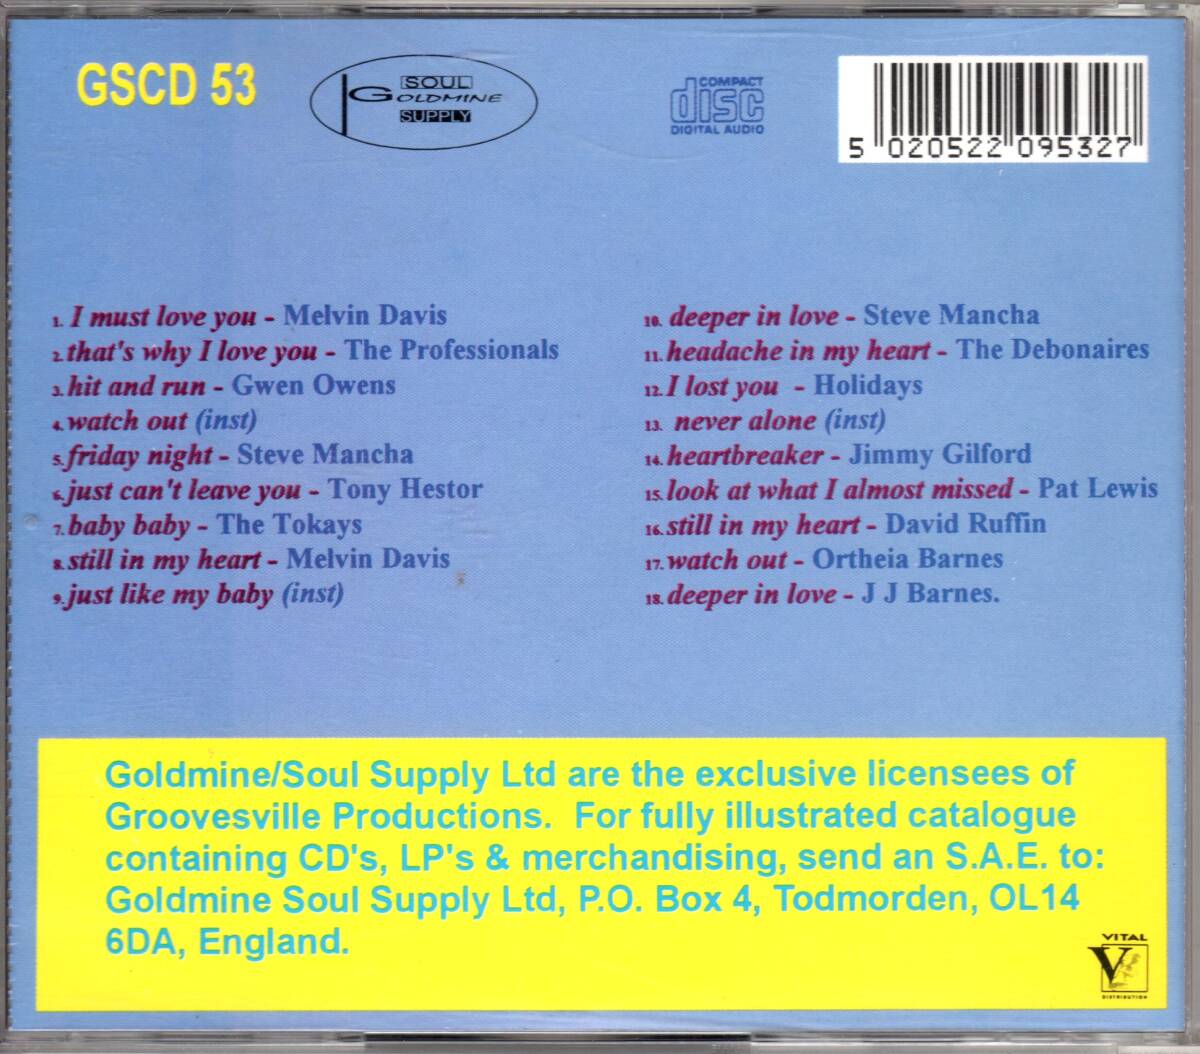 GSCD 53
SOUL
GOLDMINE
SUPPLY
COMPACT
disc
DIGITAL AUDIO
5 020522 095327
1. I must love you - Melvin Davis
2. that's why I love you - The Professionals
3. hit and run - Gwen Owens
4. watch out (inst)
5. friday night - Steve Mancha
6. just can't leave you - Tony Hestor
7. baby baby - The Tokays
8. still in my heart - Melvin Davis
9. just like my baby (inst)
10. deeper in love - Steve Mancha
11. headache in my heart - The Debonaires
12. I lost you - Holidays
13. never alone (inst)
14. heartbreaker - Jimmy Gilford
15. look at what I almost missed - Pat Lewis
16. still in my heart - David Ruffin
17. watch out - Ortheia Barnes
18. deeper in love - J J Barnes.
Goldmine/Soul Supply Ltd are the exclusive licensees of
Groovesville Productions. For fully illustrated catalogue
containing CD's, LP's & merchandising, send an S.A.E. to:
Goldmine Soul Supply Ltd, P.O. Box 4, Todmorden, OL14
6DA, England.
VITAL
V
DISTRIBUTION